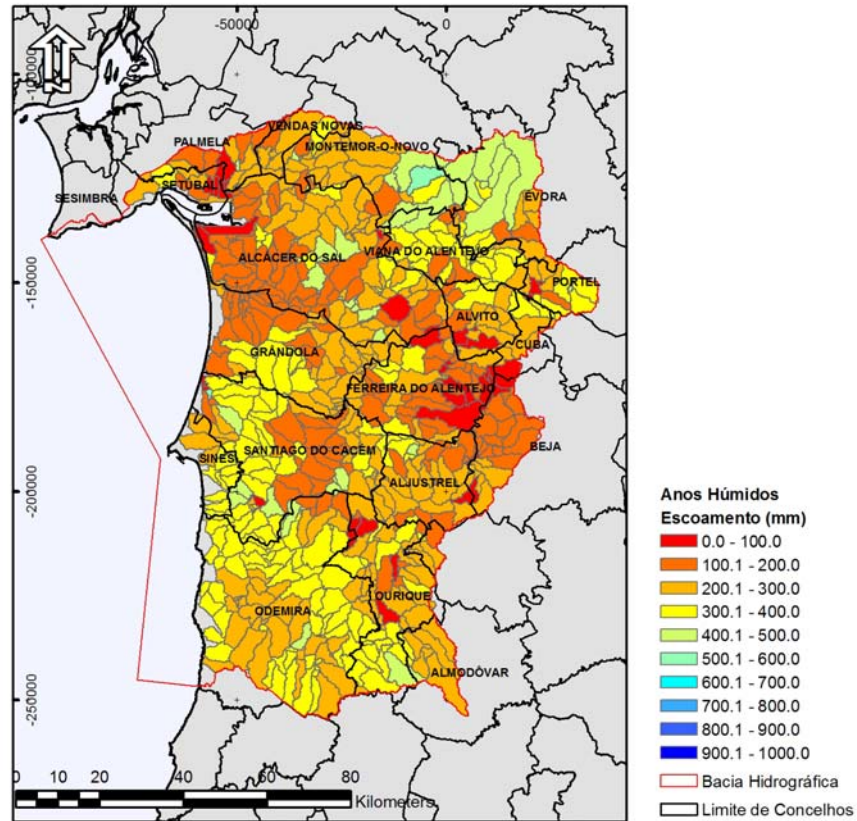 -50000
0
-100000
-150000
-200000
-250000
VENDAS NOVAS
PALMELA
MONTEMOR-O-NOVO
SETÚBAL
SESIMBRA
ÉVORA
ALCÁCER DO SAL
VIANA DO ALENTEJO
PORTEL
ALVITO
CUBA
GRÂNDOLA
FERREIRA DO ALENTEJO
BEJA
SINES
SANTIAGO DO CACÉM
ALJUSTREL
OURIQUE
ODEMIRA
ALMODÔVAR
0 10 20 40 60 80
Kilometers
Anos Húmidos
Escoamento (mm)
0.0 - 100.0
100.1 - 200.0
200.1 - 300.0
300.1 - 400.0
400.1 - 500.0
500.1 - 600.0
600.1 - 700.0
700.1 - 800.0
800.1 - 900.0
900.1 - 1000.0
Bacia Hidrográfica
Limite de Concelhos